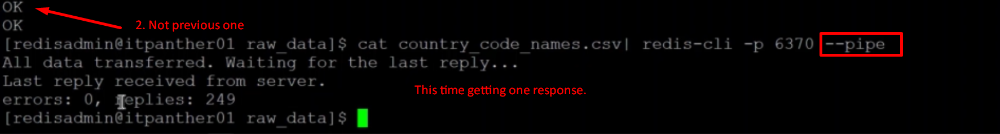 OK
2. Not previous one
OK
[redisadmin@itpanther01 raw_data]$ cat country_code_names.csv| redis-cli -p 6370 --pipe
All data transferred. Waiting for the last reply...
Last reply received from server.
This time getting one response.
errors: 0, replies: 249
[redisadmin@itpanther01 raw_data]$